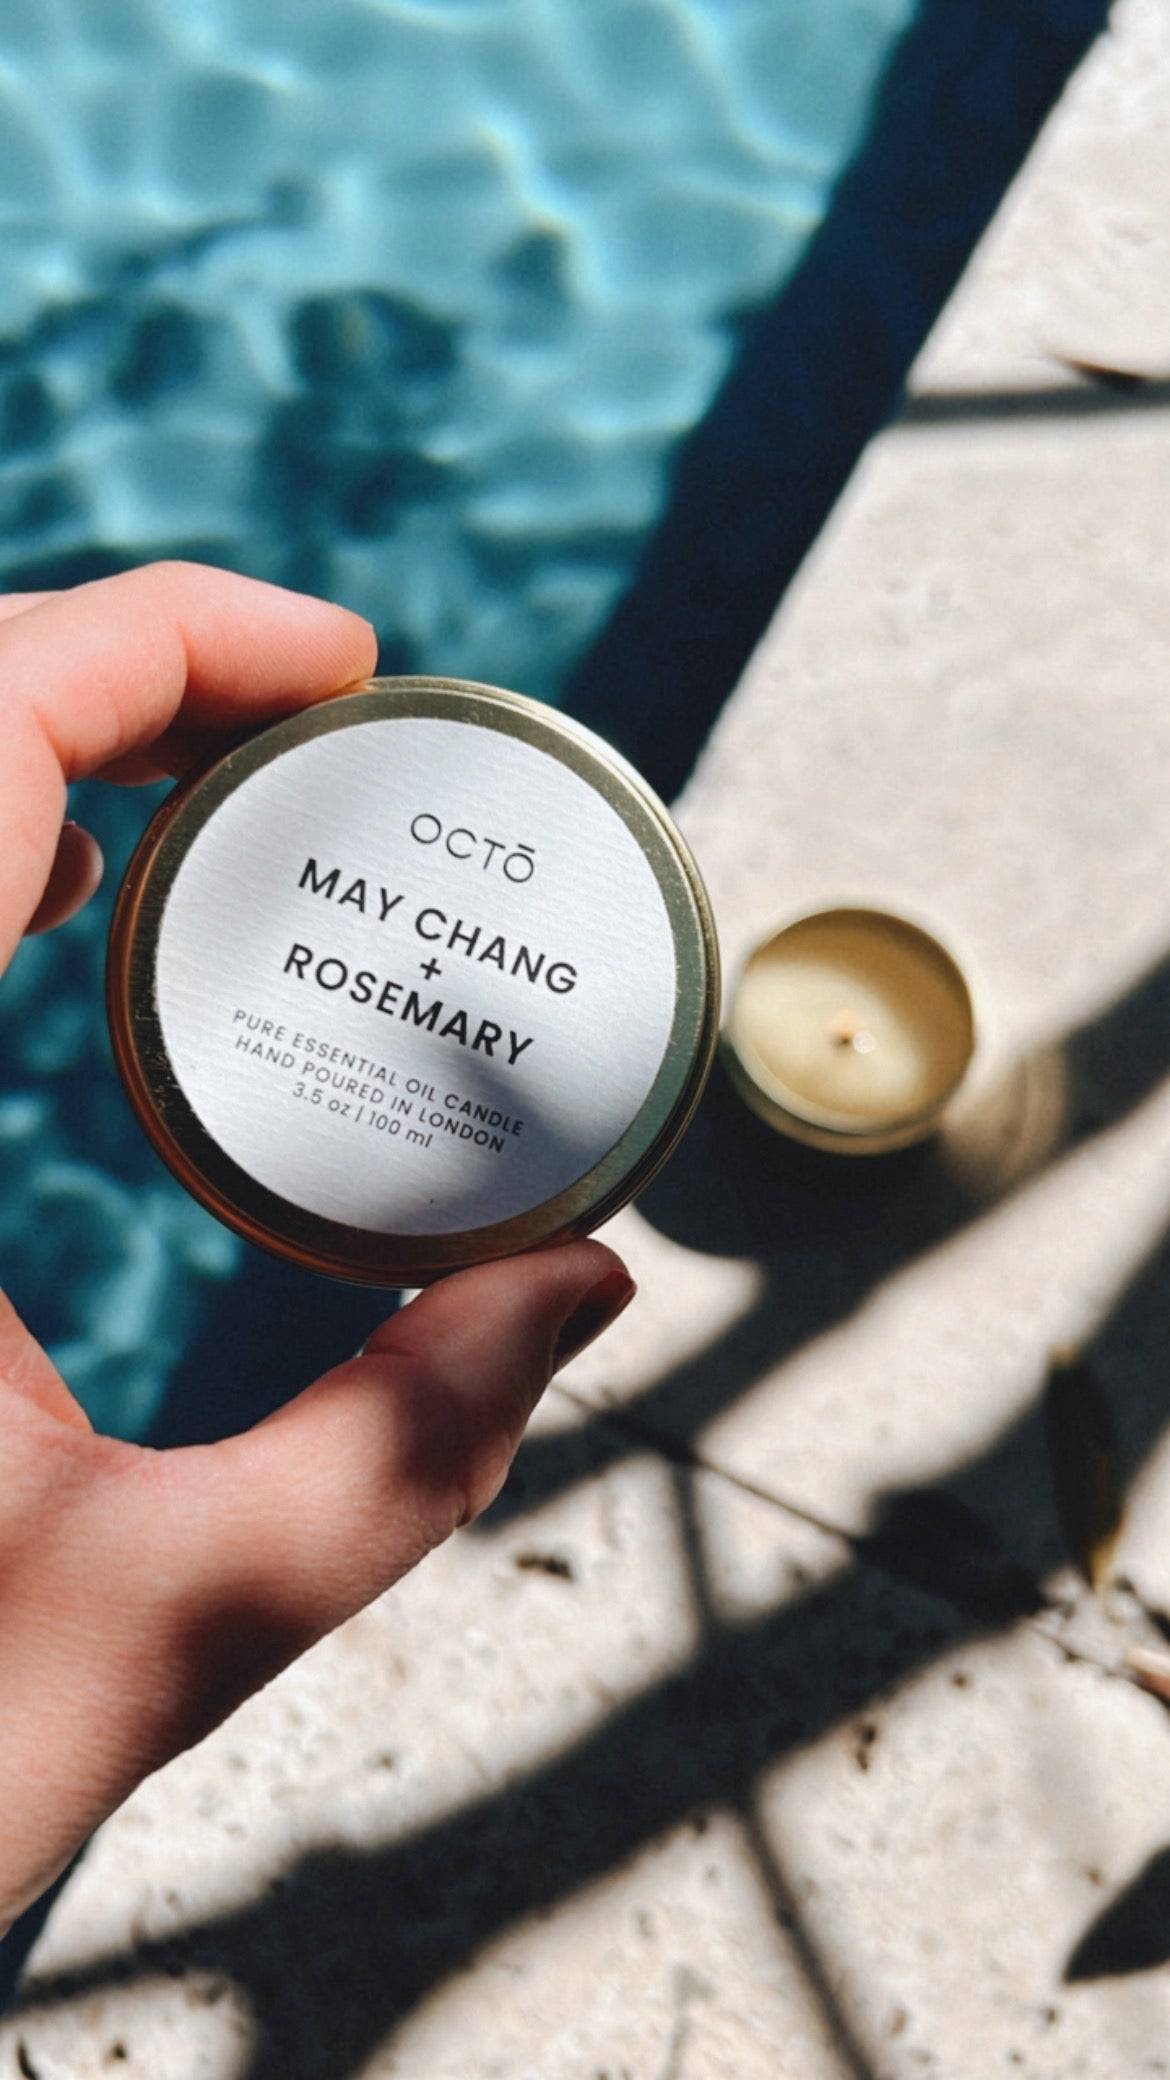 OCTŌ
MAY CHANG
+
ROSEMARY
PURE ESSENTIAL OIL CANDLE
HAND POURED IN LONDON
3.5 oz | 100 ml